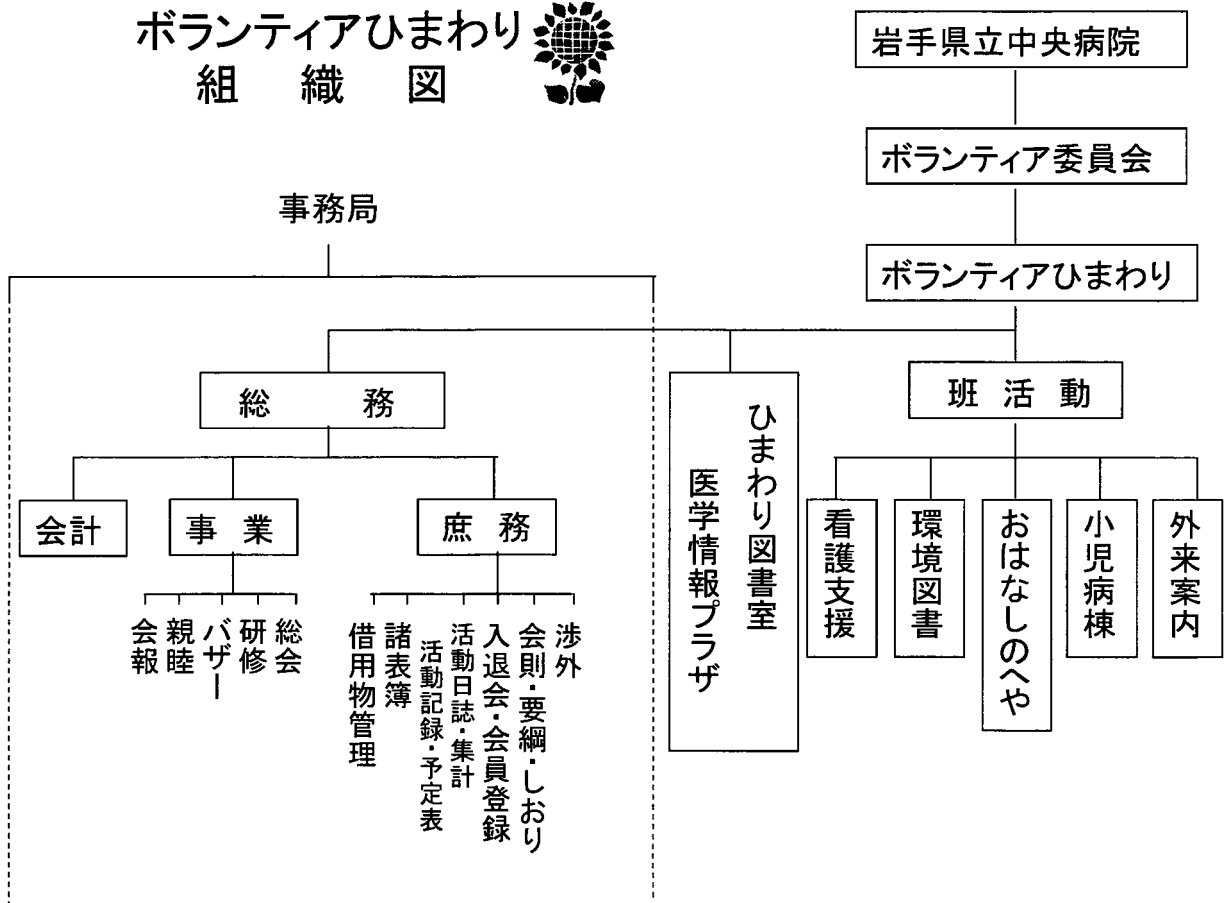 ボランティアひまわり
組織図
岩手県立中央病院
ボランティア委員会
ボランティアひまわり
事務局
総務
ひまわり図書室
医学情報プラザ
班活動
会計
事業
庶務
外来案内
小児病棟
おはなしのへや
環境図書
看護支援
総会
研修
バザー
親睦
会報
渉外
会則・要綱・しおり
入退会・会員登録
活動日誌・集計
活動記録・予定表
諸表簿
借用物管理